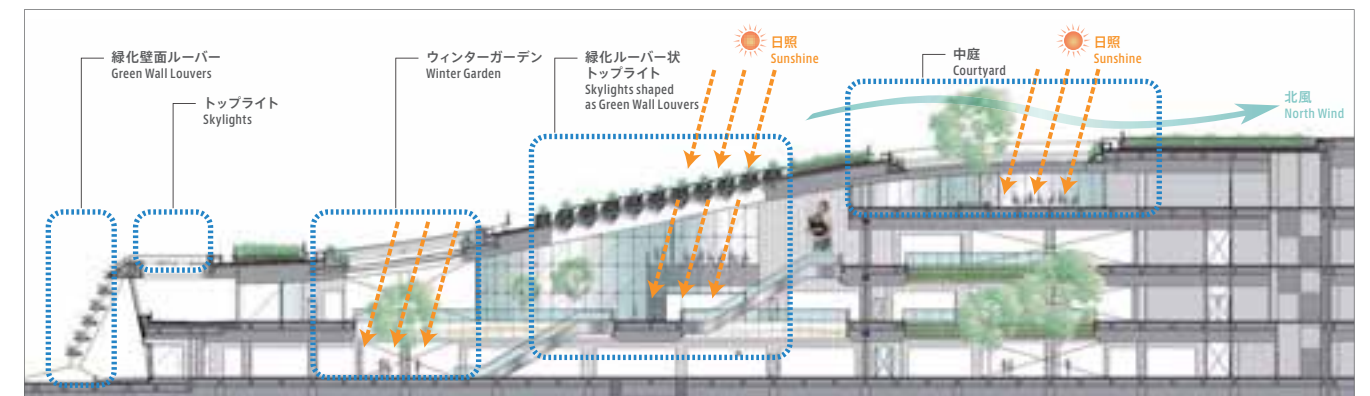 緑化壁面ルーバー
Green Wall Louvers
トップライト
Skylights
ウィンターガーデン
Winter Garden
緑化ルーバー状
トップライト
Skylights shaped
as Green Wall Louvers
日照
Sunshine
中庭
Courtyard
日照
Sunshine
北風
North Wind